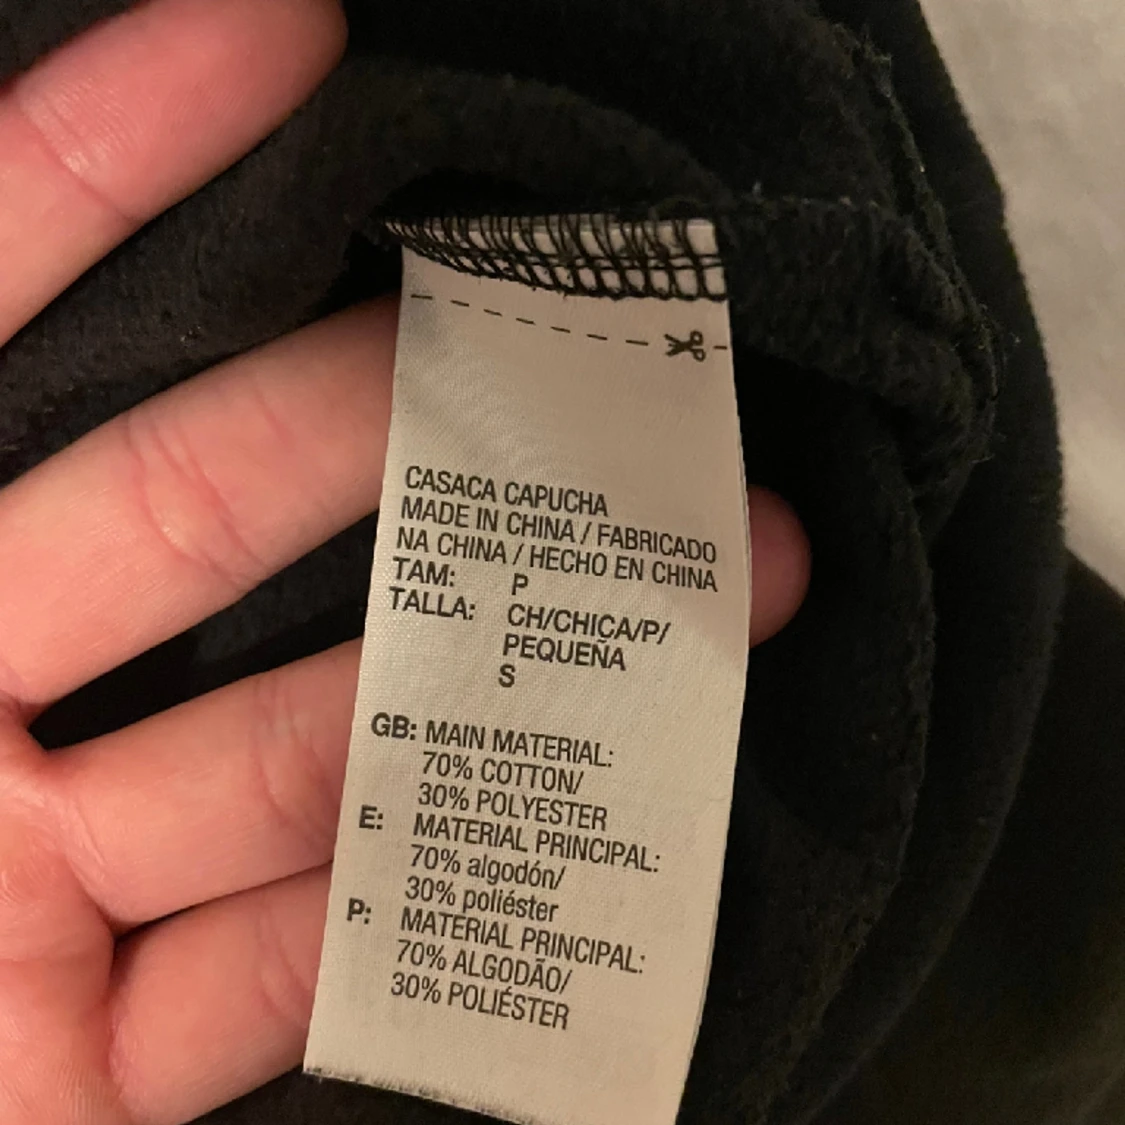 CASACA CAPUCHA
MADE IN CHINA / FABRICADO
NA CHINA / HECHO EN CHINA
TAM: P
TALLA: CH/CHICA/P/
PEQUEÑA
S
GB: MAIN MATERIAL:
70% COTTON/
30% POLYESTER
E: MATERIAL PRINCIPAL:
70% algodón/
30% poliéster
P: MATERIAL PRINCIPAL:
70% ALGODÃO/
30% POLIÉSTER